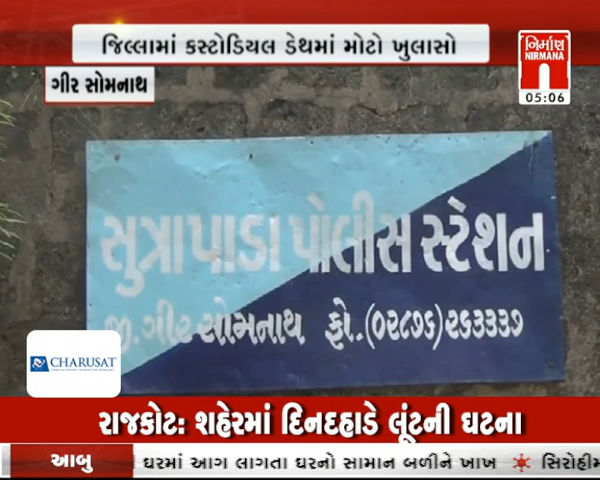 જિલ્લામાં કસ્ટોડિયલ ડેથમાં મોટો ખુલાસો
ગીર સોમનાથ
નિર્માણ
NIRMANA
05:06
સુત્રાપાડા પોલીસ સ્ટેશન
જી.ગીર સોમનાથ ફો..(૦૨૮૭૬)૨૬૩૩૩૭
CHARUSAT
રાજકોટઃ શહેરમાં દિનદહાડે લૂંટની ઘટના
આબુ ઘરમાં આગ લાગતા ઘરનો સામાન બળીને ખાખ સિરોહીમ